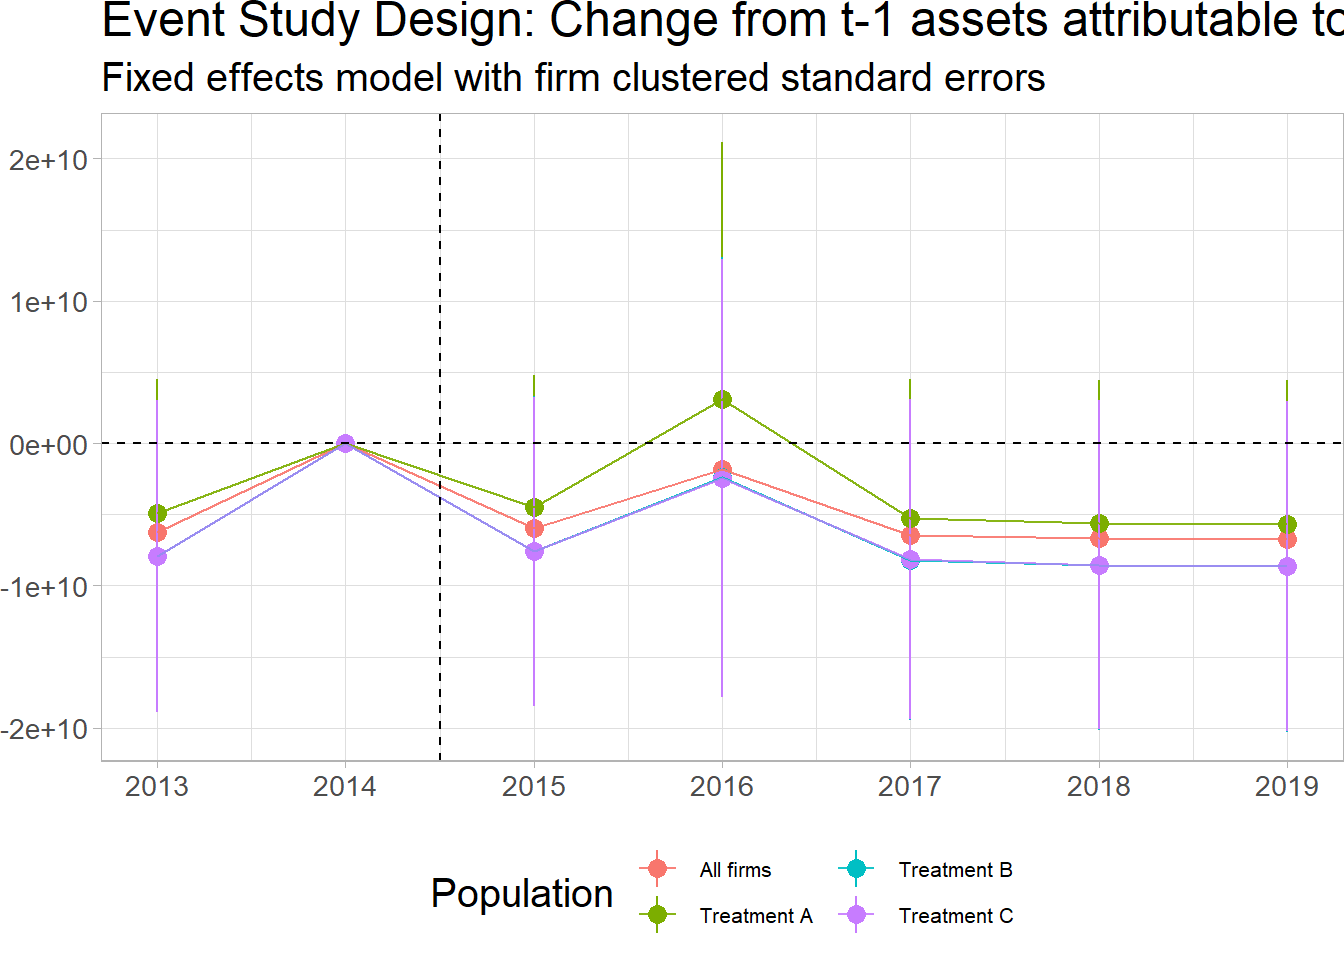 Event Study Design: Change from t-1 assets attributable to
Fixed effects model with firm clustered standard errors
2e+10
1e+10
0e+00
-1e+10
-2e+10
2013 2014 2015 2016 2017 2018 2019
Population
All firms
Treatment A
Treatment B
Treatment C